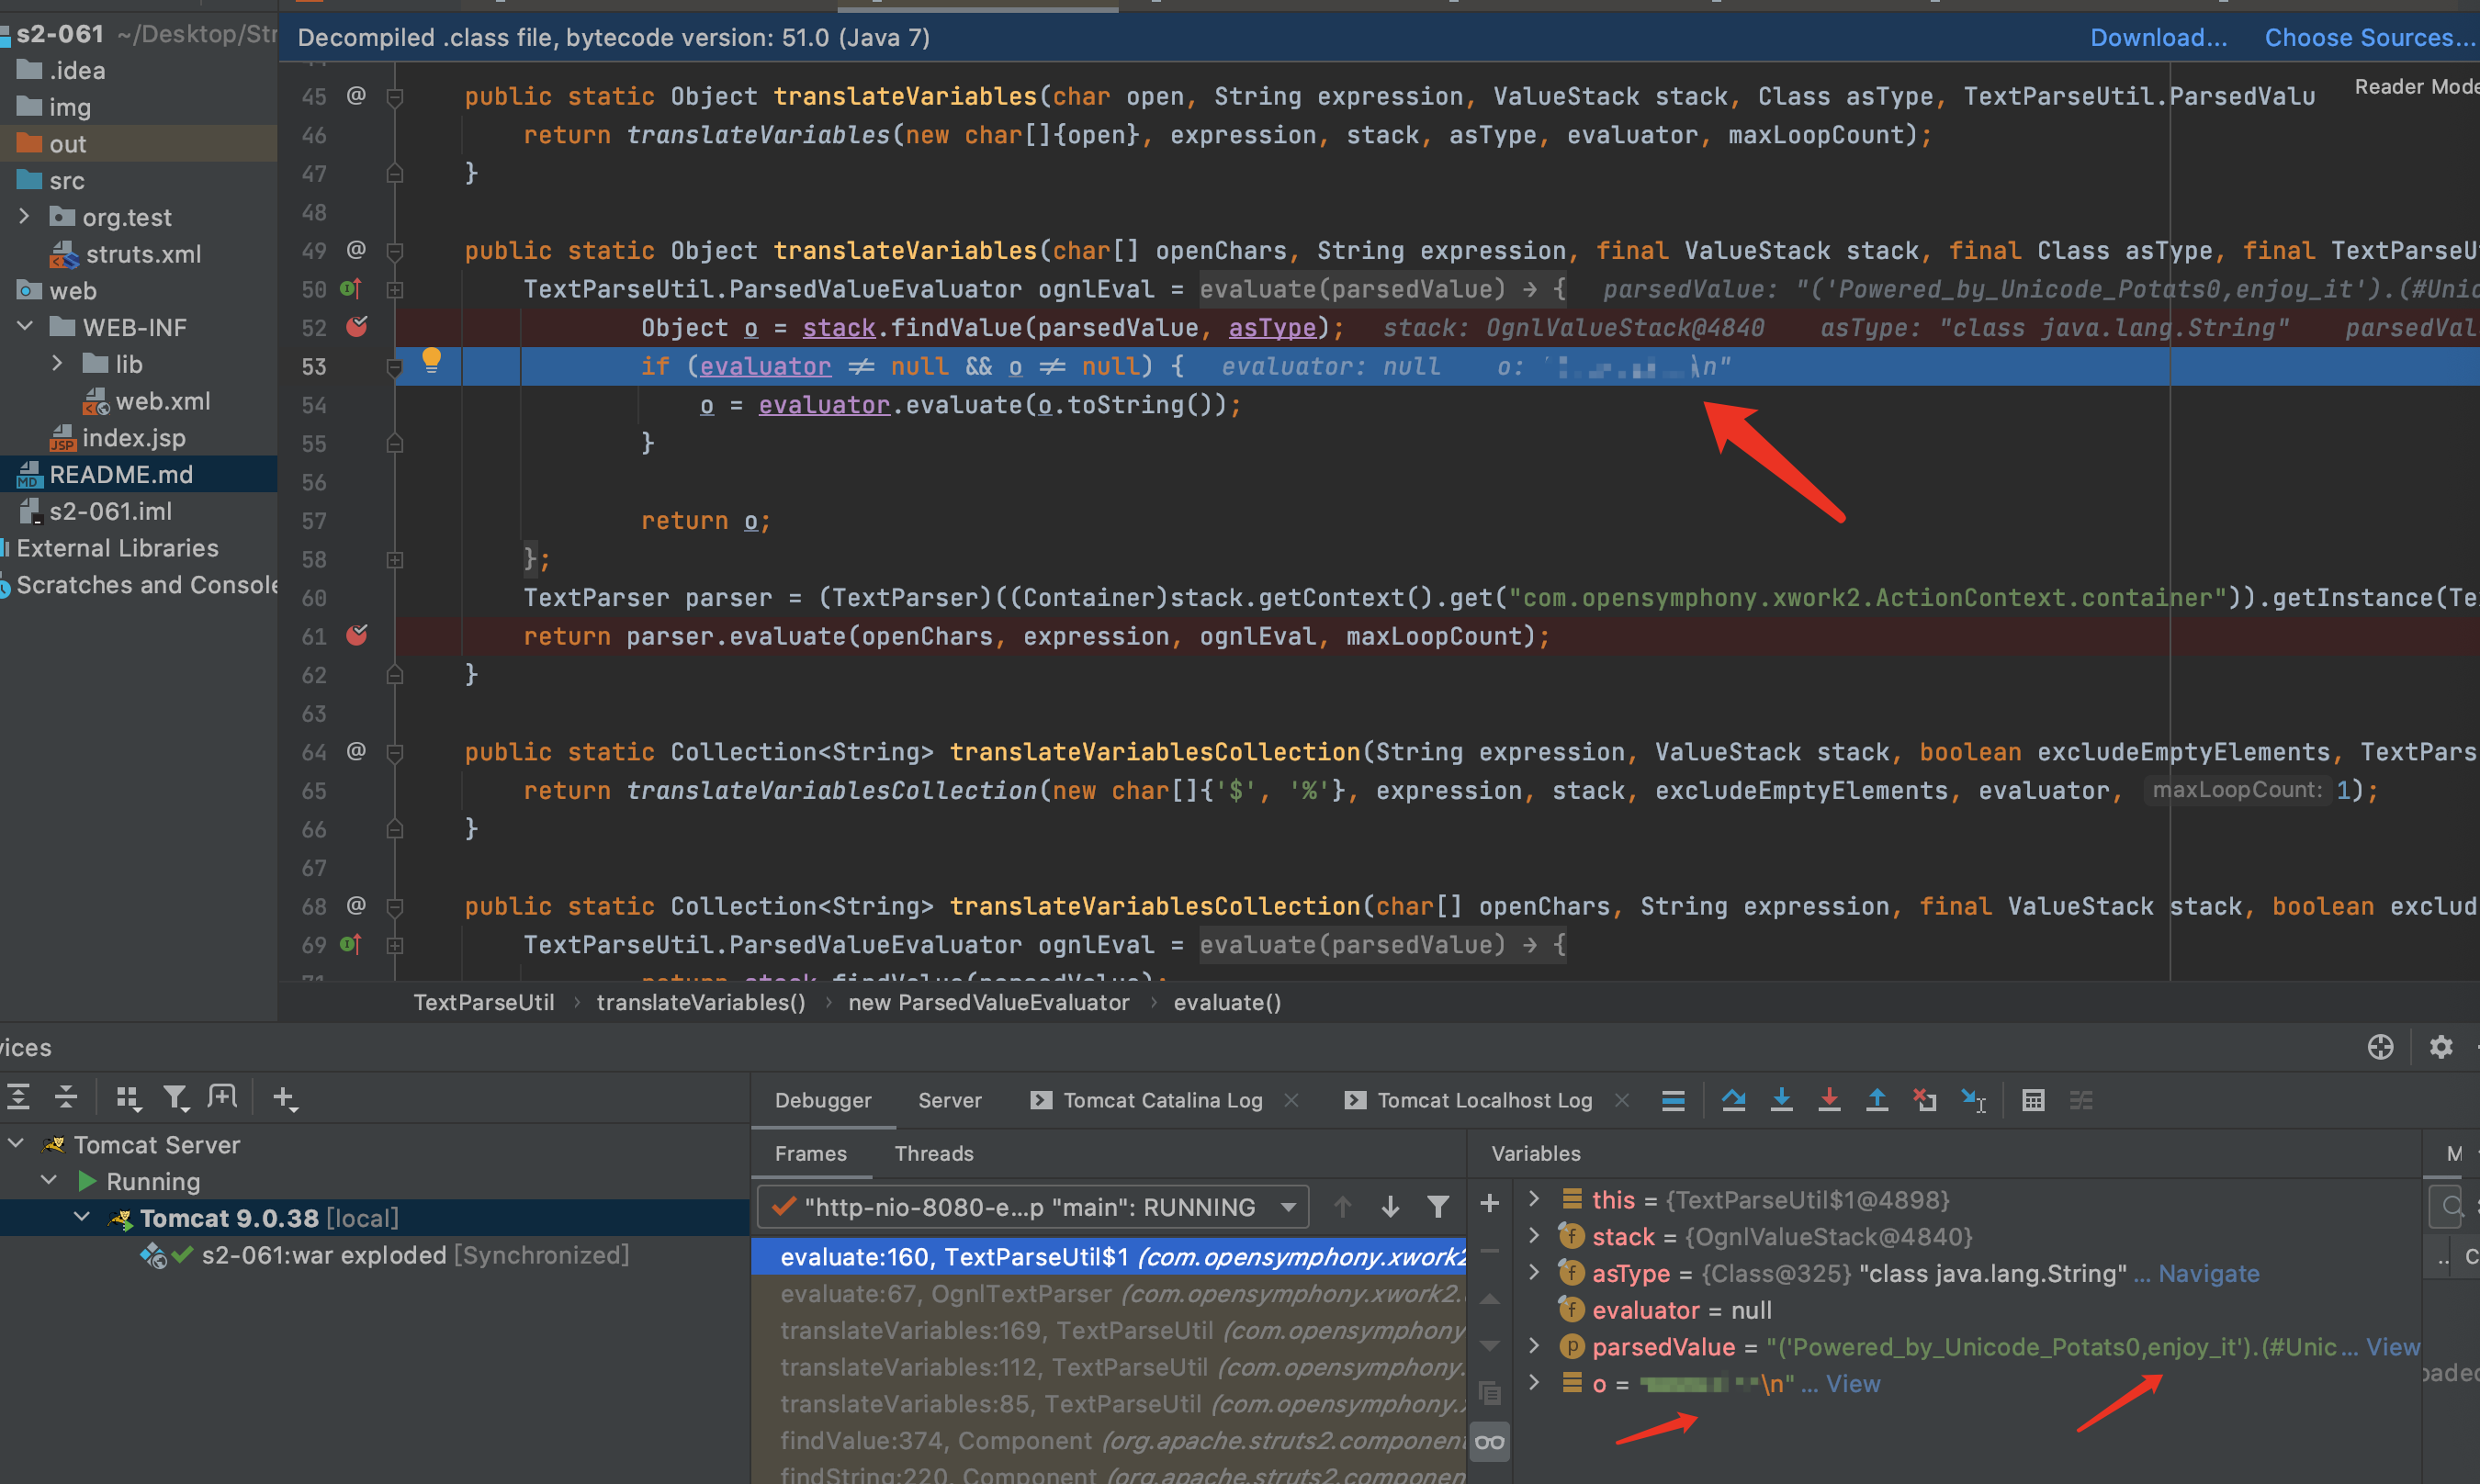 s2-061 ~/Desktop/Str
.idea
img
out
src
org.test
struts.xml
web
WEB-INF
lib
web.xml
index.jsp
README.md
s2-061.iml
External Libraries
Scratches and Console
Decompiled .class file, bytecode version: 51.0 (Java 7)
Download... Choose Sources...
Reader Mode
45 @ public static Object translateVariables(char open, String expression, ValueStack stack, Class asType, TextParseUtil.ParsedValu
46 return translateVariables(new char[]{open}, expression, stack, asType, evaluator, maxLoopCount);
47 }
48
49 @ public static Object translateVariables(char[] openChars, String expression, final ValueStack stack, final Class asType, final TextParseUt
50 TextParseUtil.ParsedValueEvaluator ognlEval = evaluate(parsedValue) → { parsedValue: "('Powered_by_Unicode_Potats0,enjoy_it').(#Unic
52 Object o = stack.findValue(parsedValue, asType); stack: OgnlValueStack@4840 asType: "class java.lang.String" parsedVal
53 if (evaluator ≠ null && o ≠ null) { evaluator: null o: \n"
54 o = evaluator.evaluate(o.toString());
55 }
56
57 return o;
58 };
60 TextParser parser = (TextParser)((Container)stack.getContext().get("com.opensymphony.xwork2.ActionContext.container")).getInstance(Te
61 return parser.evaluate(openChars, expression, ognlEval, maxLoopCount);
62 }
63
64 @ public static Collection<String> translateVariablesCollection(String expression, ValueStack stack, boolean excludeEmptyElements, TextPars
65 return translateVariablesCollection(new char[]{'$', '%'}, expression, stack, excludeEmptyElements, evaluator, maxLoopCount: 1);
66 }
67
68 @ public static Collection<String> translateVariablesCollection(char[] openChars, String expression, final ValueStack stack, boolean exclud
69 TextParseUtil.ParsedValueEvaluator ognlEval = evaluate(parsedValue) → {
71 return stack.findValue(parsedValue);
TextParseUtil › translateVariables() › new ParsedValueEvaluator › evaluate()
vices
Tomcat Server
Running
Tomcat 9.0.38 [local]
s2-061:war exploded [Synchronized]
Debugger Server Tomcat Catalina Log Tomcat Localhost Log
Frames Threads
"http-nio-8080-e...p "main": RUNNING
evaluate:160, TextParseUtil$1 (com.opensymphony.xwork2
evaluate:67, OgnlTextParser (com.opensymphony.xwork2.
translateVariables:169, TextParseUtil (com.opensymphony
translateVariables:112, TextParseUtil (com.opensymphony.
translateVariables:85, TextParseUtil (com.opensymphony.
findValue:374, Component (org.apache.struts2.component
findString:220, Component (org.apache.struts2.componen
Variables
this = {TextParseUtil$1@4898}
stack = {OgnlValueStack@4840}
asType = {Class@325} "class java.lang.String" ... Navigate
evaluator = null
parsedValue = "('Powered_by_Unicode_Potats0,enjoy_it').(#Unic... View
o = \n" ... View
M